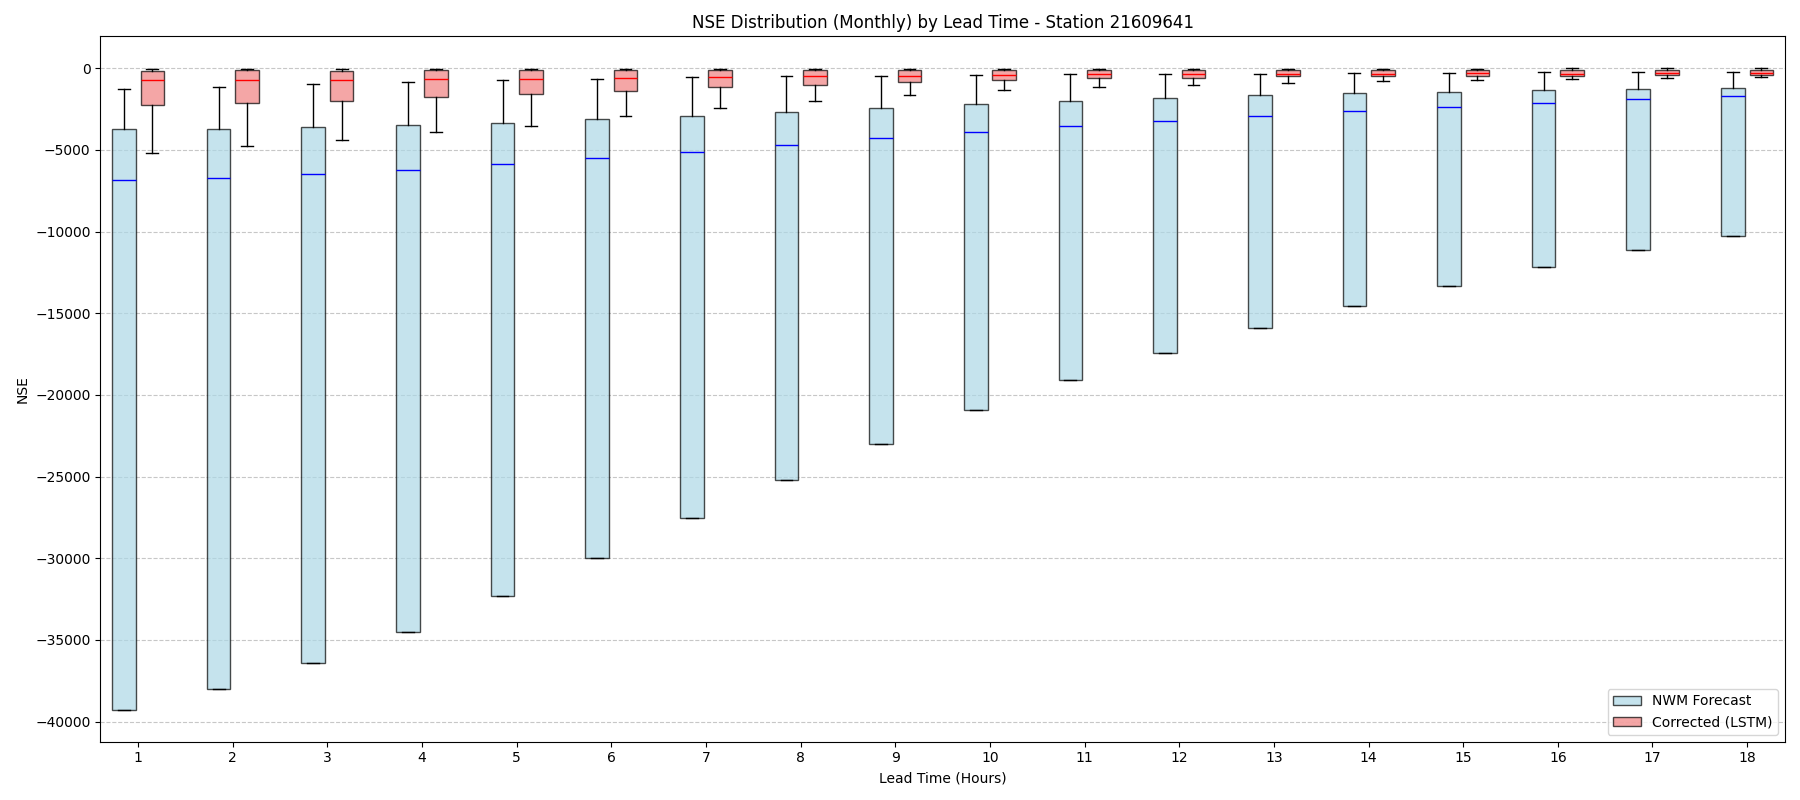 NSE Distribution (Monthly) by Lead Time - Station 21609641
0
−5000
−10000
−15000
−20000
−25000
−30000
−35000
−40000
NSE
NWM Forecast
Corrected (LSTM)
1 2 3 4 5 6 7 8 9 10 11 12 13 14 15 16 17 18
Lead Time (Hours)